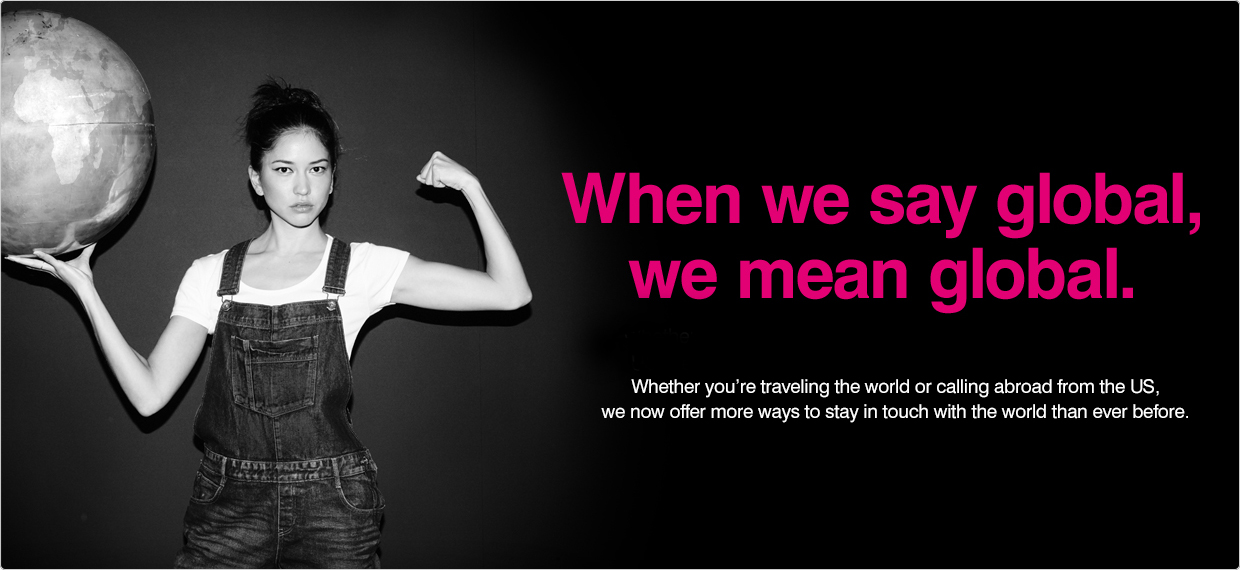 When we say global,
we mean global.
Whether you’re traveling the world or calling abroad from the US,
we now offer more ways to stay in touch with the world than ever before.